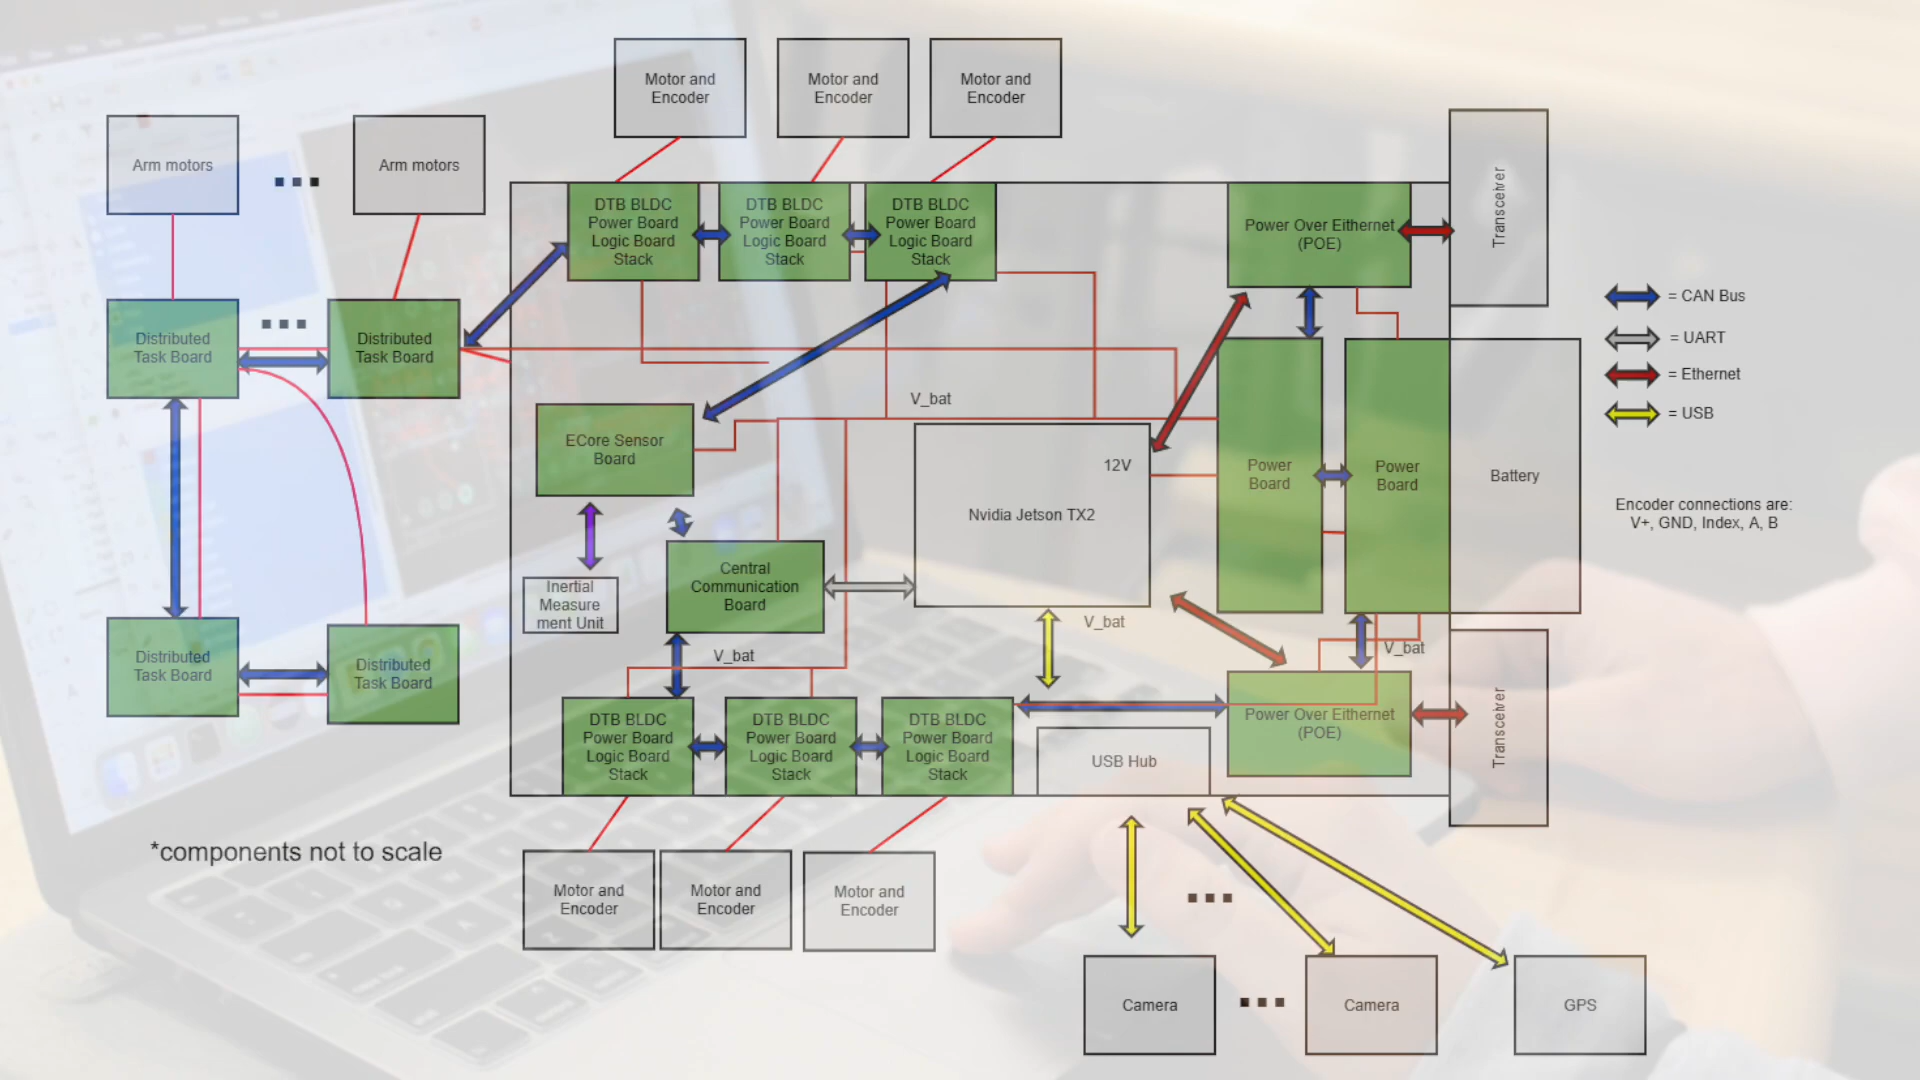 Motor and
Encoder
Motor and
Encoder
Motor and
Encoder
Arm motors
Arm motors
DTB BLDC
Power Board
Logic Board
Stack
DTB BLDC
Power Board
Logic Board
Stack
DTB BLDC
Power Board
Logic Board
Stack
Power Over Eithernet
(POE)
Transceiver
Distributed
Task Board
Distributed
Task Board
= CAN Bus
= UART
= Ethernet
= USB
V_bat
ECore Sensor
Board
12V
Nvidia Jetson TX2
Power
Board
Power
Board
Battery
Encoder connections are:
V+, GND, Index, A, B
Inertial
Measure
ment Unit
Central
Communication
Board
V_bat
V_bat
V_bat
Distributed
Task Board
Distributed
Task Board
DTB BLDC
Power Board
Logic Board
Stack
DTB BLDC
Power Board
Logic Board
Stack
DTB BLDC
Power Board
Logic Board
Stack
USB Hub
Power Over Eithernet
(POE)
Transceiver
*components not to scale
Motor and
Encoder
Motor and
Encoder
Motor and
Encoder
Camera
Camera
GPS